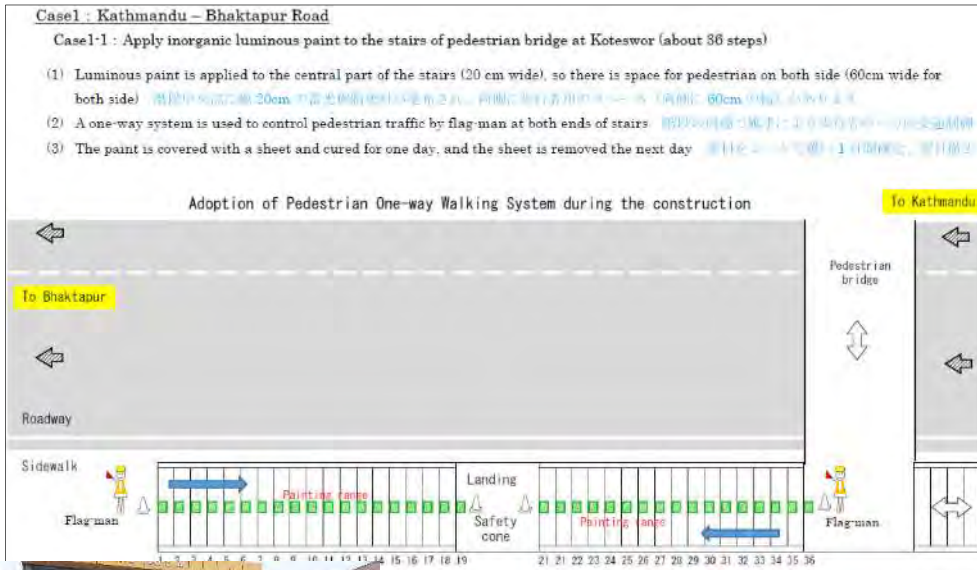 Case1 : Kathmandu – Bhaktapur Road
Case1-1 : Apply inorganic luminous paint to the stairs of pedestrian bridge at Koteswor (about 36 steps)
(1) Luminous paint is applied to the central part of the stairs (20 cm wide), so there is space for pedestrian on both side (60cm wide for
both side)
(2) A one-way system is used to control pedestrian traffic by flag-man at both ends of stairs
(3) The paint is covered with a sheet and cured for one day, and the sheet is removed the next day
Adoption of Pedestrian One-way Walking System during the construction
To Kathmandu
Pedestrian
bridge
To Bhaktapur
Roadway
Sidewalk
Landing
Painting range
Flag-man
Safety
cone
Painting range
Flag-man
1 2 3 4 5 6 7 8 9 10 11 12 13 14 15 16 17 18 19
21 21 22 23 24 25 26 27 28 29 30 31 32 33 34 35 36